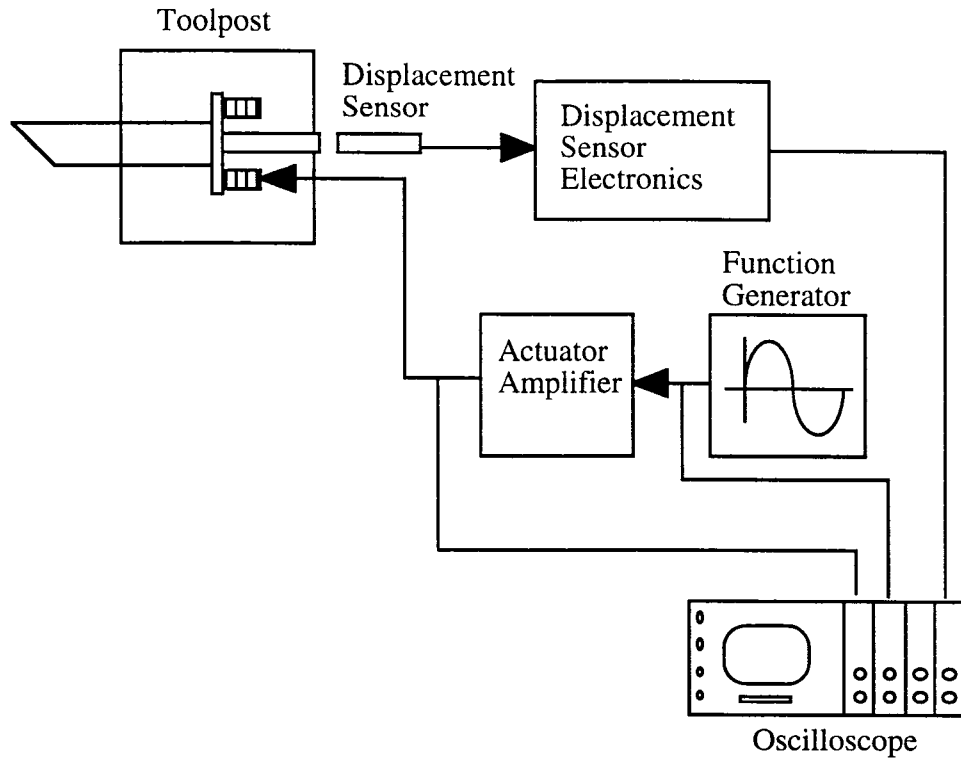 Toolpost
Displacement
Sensor
Displacement
Sensor
Electronics
Function
Generator
Actuator
Amplifier
Oscilloscope